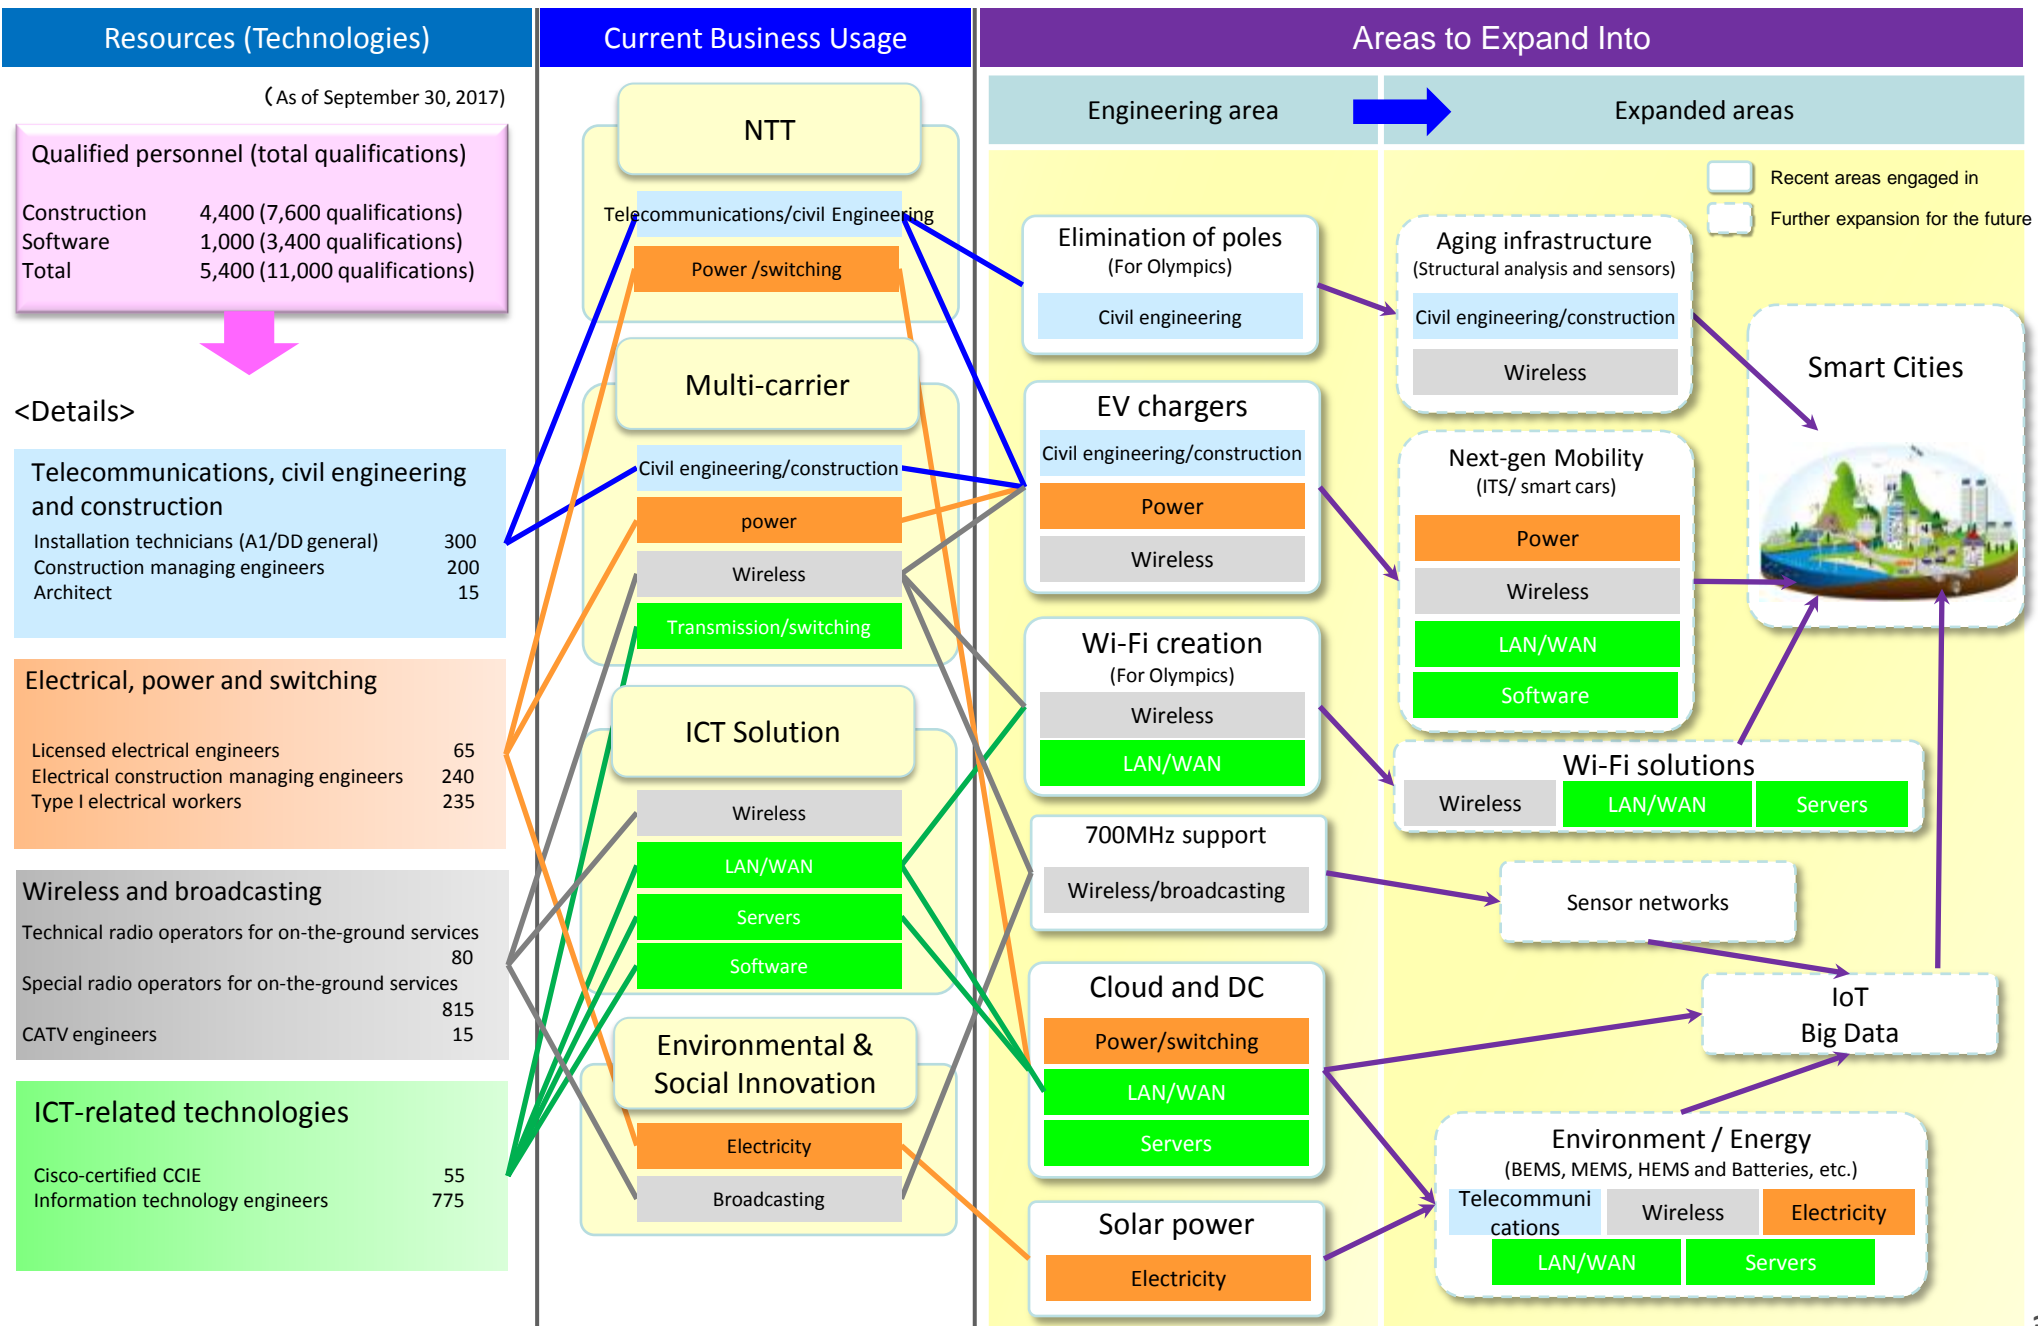 Resources (Technologies)
Current Business Usage
Areas to Expand Into
（As of September 30, 2017)
Qualified personnel (total qualifications)
Construction 4,400 (7,600 qualifications)
Software 1,000 (3,400 qualifications)
Total 5,400 (11,000 qualifications)
<Details>
Telecommunications, civil engineering
and construction
Installation technicians (A1/DD general) 300
Construction managing engineers 200
Architect 15
Electrical, power and switching
Licensed electrical engineers 65
Electrical construction managing engineers 240
Type I electrical workers 235
Wireless and broadcasting
Technical radio operators for on-the-ground services
80
Special radio operators for on-the-ground services
815
CATV engineers 15
ICT-related technologies
Cisco-certified CCIE 55
Information technology engineers 775
NTT
Telecommunications/civil Engineering
Power /switching
Multi-carrier
Civil engineering/construction
power
Wireless
Transmission/switching
ICT Solution
Wireless
LAN/WAN
Servers
Software
Environmental &
Social Innovation
Electricity
Broadcasting
Engineering area
Expanded areas
Recent areas engaged in
Further expansion for the future
Elimination of poles
(For Olympics)
Civil engineering
EV chargers
Civil engineering/construction
Power
Wireless
Wi-Fi creation
(For Olympics)
Wireless
LAN/WAN
700MHz support
Wireless/broadcasting
Cloud and DC
Power/switching
LAN/WAN
Servers
Solar power
Electricity
Aging infrastructure
(Structural analysis and sensors)
Civil engineering/construction
Wireless
Next-gen Mobility
(ITS/ smart cars)
Power
Wireless
LAN/WAN
Software
Wi-Fi solutions
Wireless LAN/WAN Servers
Sensor networks
IoT
Big Data
Environment / Energy
(BEMS, MEMS, HEMS and Batteries, etc.)
Telecommuni
cations
Wireless
Electricity
LAN/WAN
Servers
Smart Cities